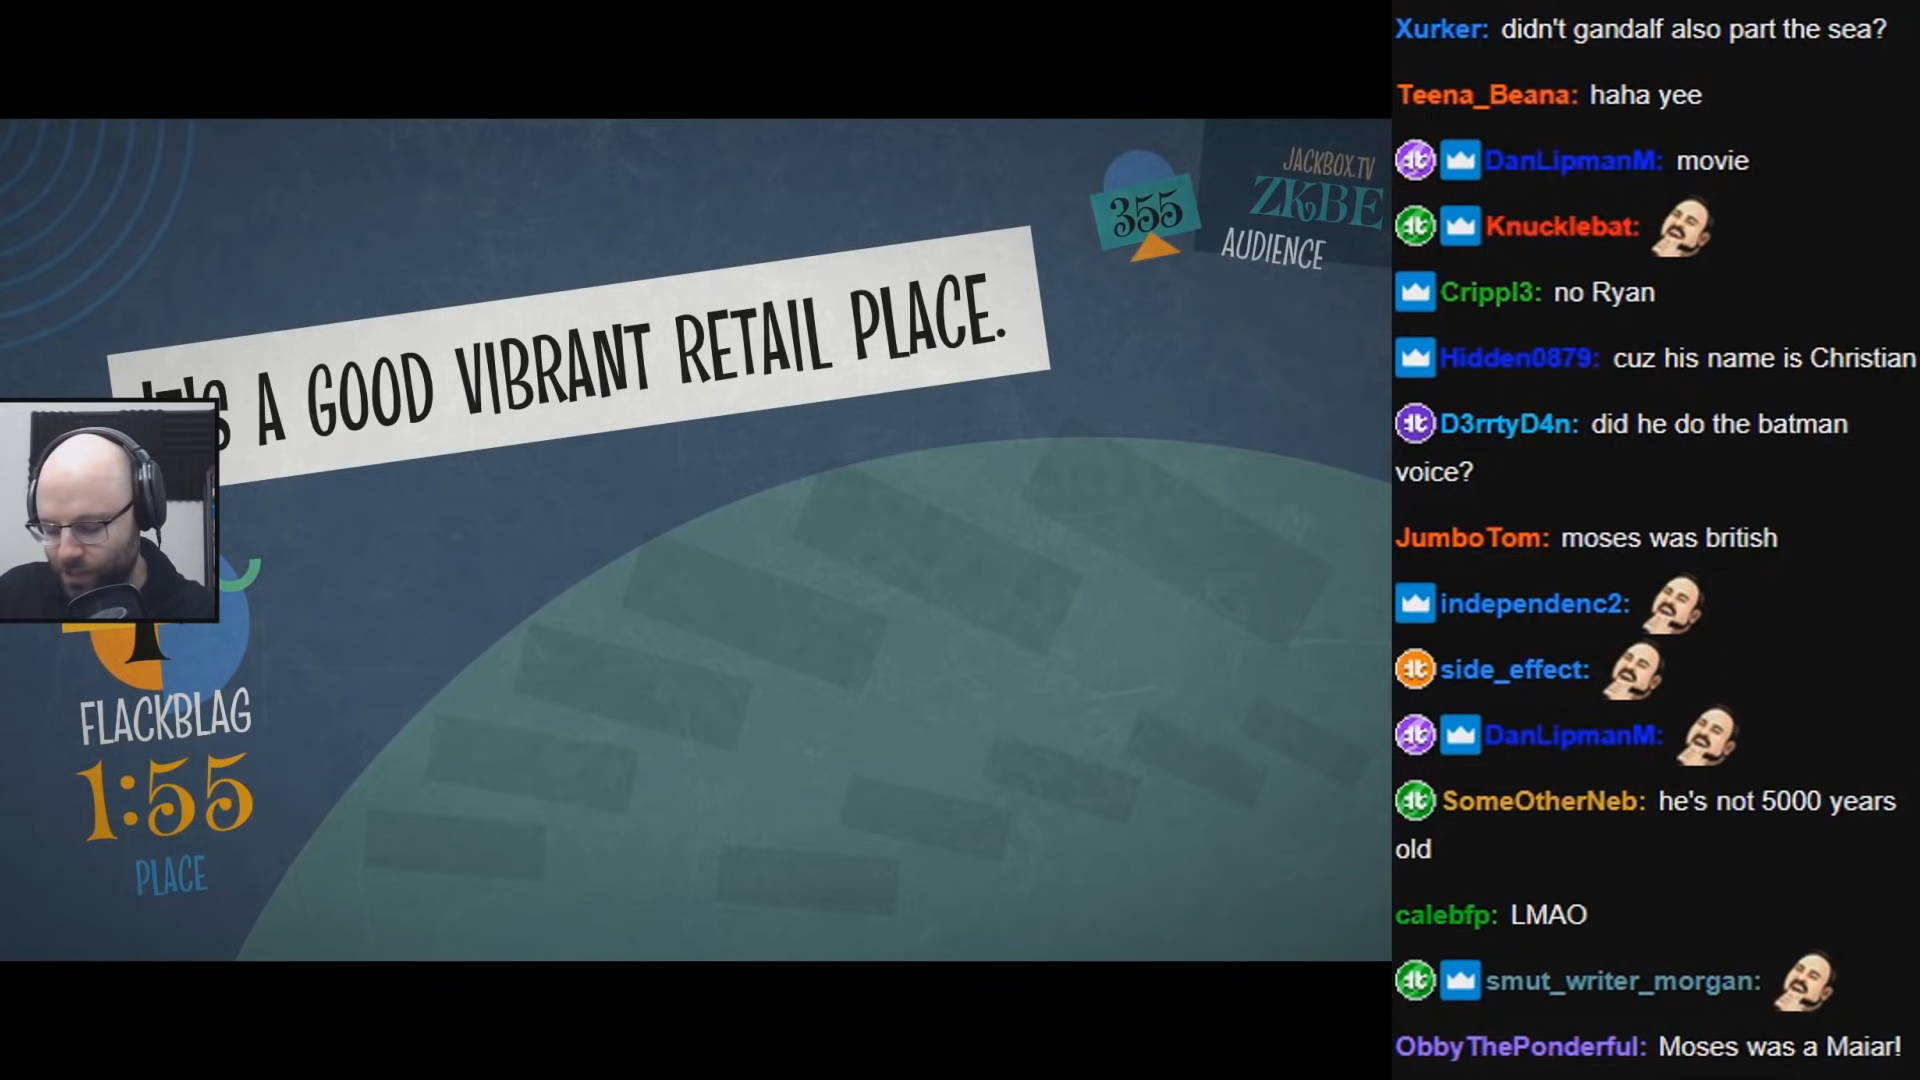 JACKBOX.TV
ZKBE
355
AUDIENCE
IT'S A GOOD VIBRANT RETAIL PLACE.
FLACKBLAG
1:55
PLACE
Xurker: didn't gandalf also part the sea?
Teena_Beana: haha yee
DanLipmanM: movie
Knucklebat:
Crippl3: no Ryan
Hidden0879: cuz his name is Christian
D3rrtyD4n: did he do the batman
voice?
JumboTom: moses was british
independenc2:
side_effect:
DanLipmanM:
SomeOtherNeb: he's not 5000 years
old
calebfp: LMAO
smut_writer_morgan:
ObbyThePonderful: Moses was a Maiar!